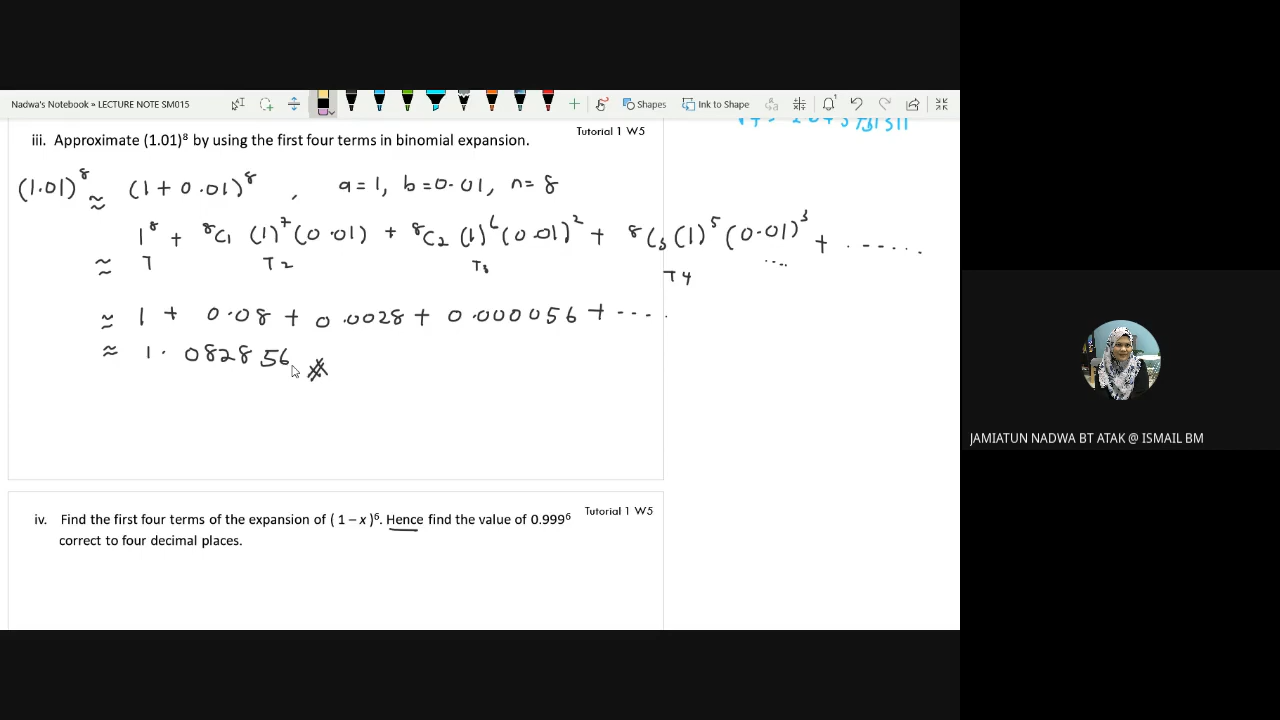 Nadwa's Notebook » LECTURE NOTE SM015
Shapes
Ink to Shape
iii. Approximate (1.01)⁸ by using the first four terms in binomial expansion.
Tutorial 1 W5
(1.01)⁸ ≈ (1 + 0.01)⁸ , a = 1, b = 0.01, n = 8
≈ 1⁸ + ⁸C₁ (1)⁷ (0.01) + ⁸C₂ (1)⁶ (0.01)² + ⁸C₃ (1)⁵ (0.01)³ + ......
T2 T3 T4 ....
≈ 1 + 0.08 + 0.0028 + 0.000056 + ....
≈ 1.082856 #
iv. Find the first four terms of the expansion of (1 – x)⁶. Hence find the value of 0.999⁶
Tutorial 1 W5
correct to four decimal places.
JAMIATUN NADWA BT ATAK @ ISMAIL BM